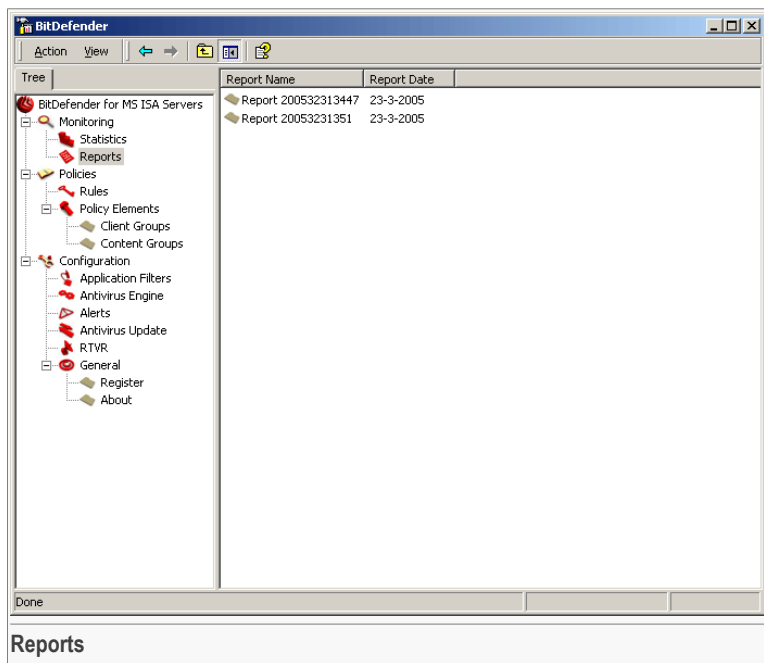 BitDefender
Action View
Tree
BitDefender for MS ISA Servers
Monitoring
Statistics
Reports
Policies
Rules
Policy Elements
Client Groups
Content Groups
Configuration
Application Filters
Antivirus Engine
Alerts
Antivirus Update
RTVR
General
Register
About
Report Name Report Date
Report 200532313447 23-3-2005
Report 20053231351 23-3-2005
Done
Reports